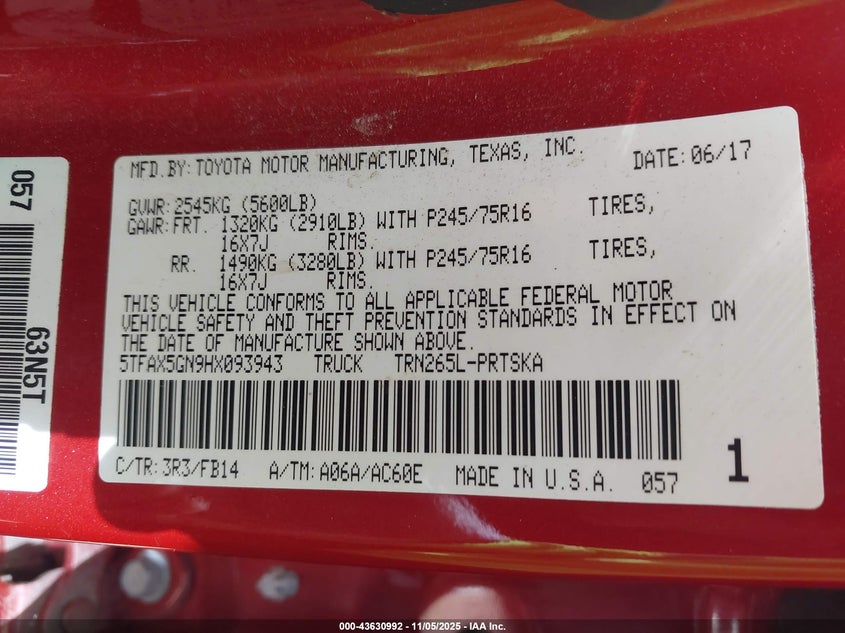 MFD.BY:TOYOTA MOTOR MANUFACTURING, TEXAS, INC. DATE:06/17
GVWR:2545KG (5600LB)
GAWR:FRT. 1320KG (2910LB) WITH P245/75R16 TIRES,
16X7J RIMS.
RR. 1490KG (3280LB) WITH P245/75R16 TIRES,
16X7J RIMS.
THIS VEHICLE CONFORMS TO ALL APPLICABLE FEDERAL MOTOR
VEHICLE SAFETY AND THEFT PREVENTION STANDARDS IN EFFECT ON
THE DATE OF MANUFACTURE SHOWN ABOVE.
5TFAX5GN9HX093943 TRUCK TRN265L-PRTSKA
C/TR:3R3/FB14 A/TM:A06A/AC60E MADE IN U.S.A. 057
1
057
63N5T
000-43630992 - 11/05/2025 - IAA Inc.